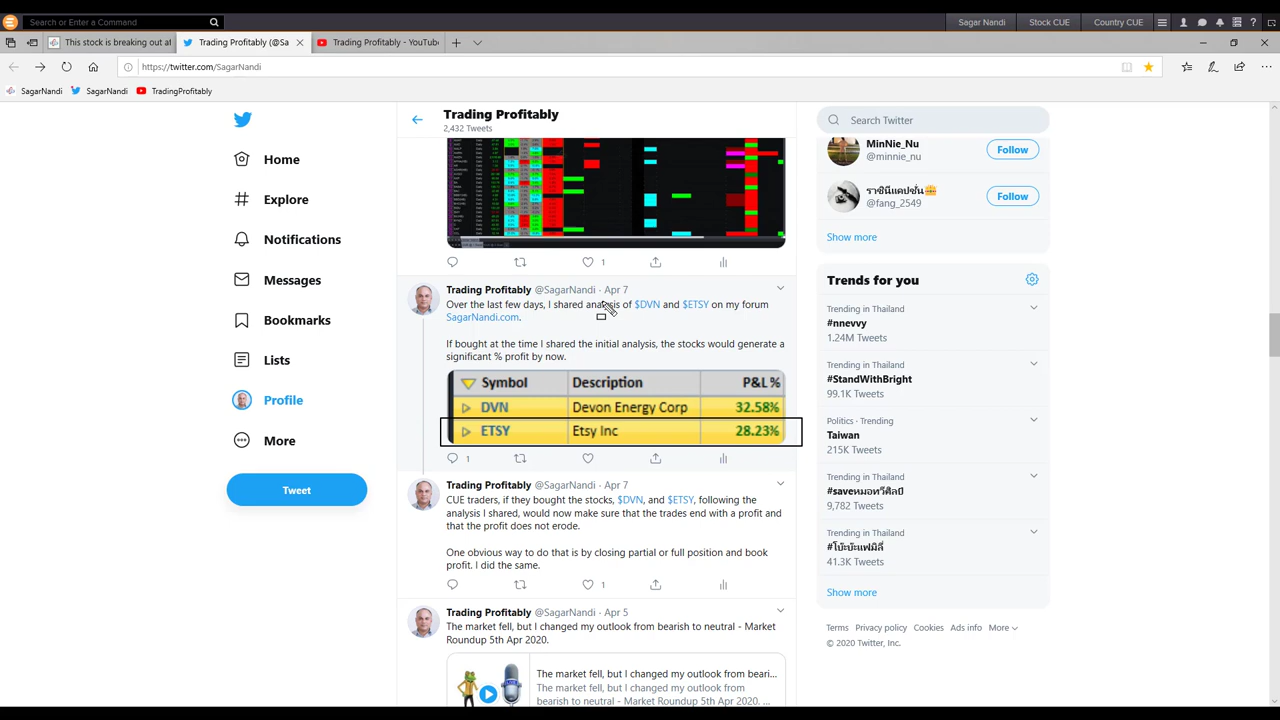 Search or Enter a Command
Sagar Nandi
Stock CUE
Country CUE
This stock is breaking out al
Trading Profitably (@Sa
Trading Profitably - YouTube
https://twitter.com/SagarNandi
SagarNandi
SagarNandi
TradingProfitably
Home
Explore
Notifications
Messages
Bookmarks
Lists
Profile
More
Tweet
Trading Profitably
2,432 Tweets
1
Trading Profitably @SagarNandi · Apr 7
Over the last few days, I shared analysis of $DVN and $ETSY on my forum
SagarNandi.com.
If bought at the time I shared the initial analysis, the stocks would generate a
significant % profit by now.
Symbol Description P&L %
DVN Devon Energy Corp 32.58%
ETSY Etsy Inc 28.23%
1
Trading Profitably @SagarNandi · Apr 7
CUE traders, if they bought the stocks, $DVN, and $ETSY, following the
analysis I shared, would now make sure that the trades end with a profit and
that the profit does not erode.
One obvious way to do that is by closing partial or full position and book
profit. I did the same.
1
Trading Profitably @SagarNandi · Apr 5
The market fell, but I changed my outlook from bearish to neutral - Market
Roundup 5th Apr 2020.
The market fell, but I changed my outlook from beari...
The market fell, but I changed my outlook from
bearish to neutral - Market Roundup 5th Apr 2020. ...
Search Twitter
MinNie_Nu
@minnie_nu
Follow
ราชินีแคปชั่น
@fang_2549
Follow
Show more
Trends for you
Trending in Thailand
#nnevvy
1.24M Tweets
Trending in Thailand
#StandWithBright
99.1K Tweets
Politics · Trending
Taiwan
215K Tweets
Trending in Thailand
#saveหมอทวีศิลป์
9,782 Tweets
Trending in Thailand
#โบ๊ะบ๊ะแฟมิลี่
41.3K Tweets
Show more
Terms Privacy policy Cookies Ads info More
© 2020 Twitter, Inc.